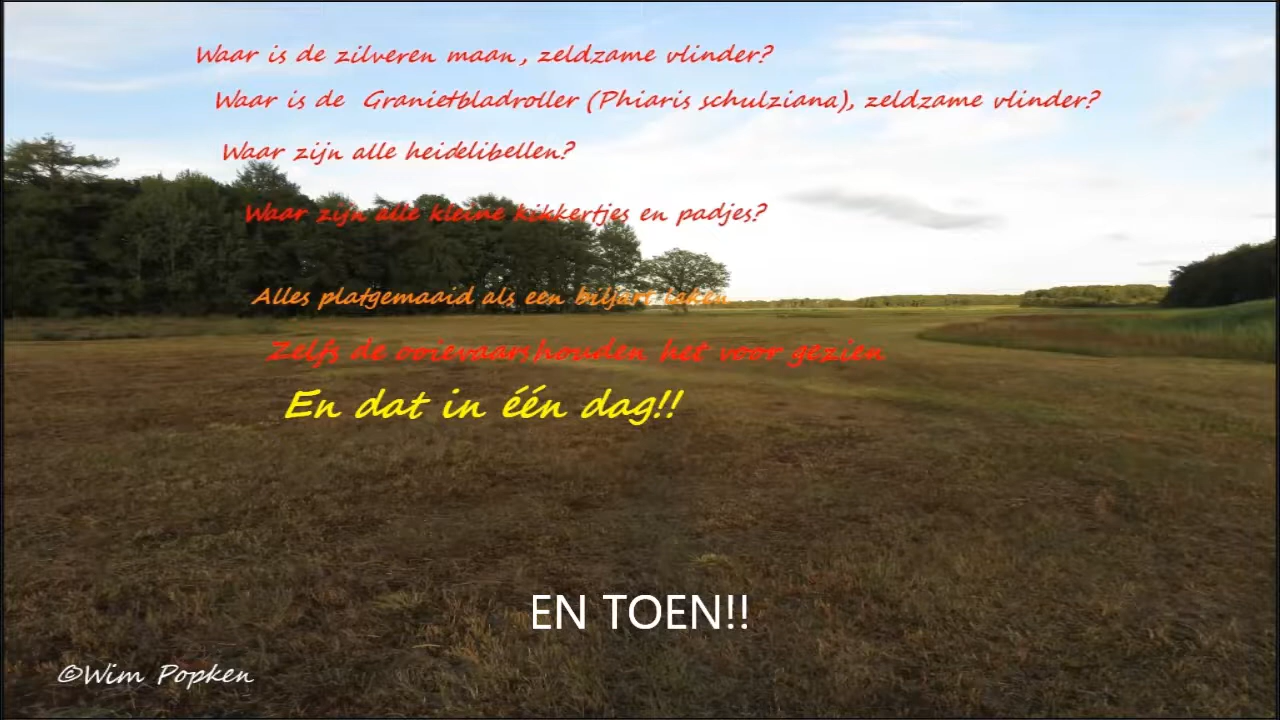 Waar is de zilveren maan, zeldzame vlinder?
Waar is de Granietbladroller (Phiaris schulziana), zeldzame vlinder?
Waar zijn alle heidelibellen?
Waar zijn alle kleine kikkertjes en padjes?
Alles platgemaaid als een biljart laken
Zelfs de ooievaars houden het voor gezien
En dat in één dag!!
EN TOEN!!
©Wim Popken